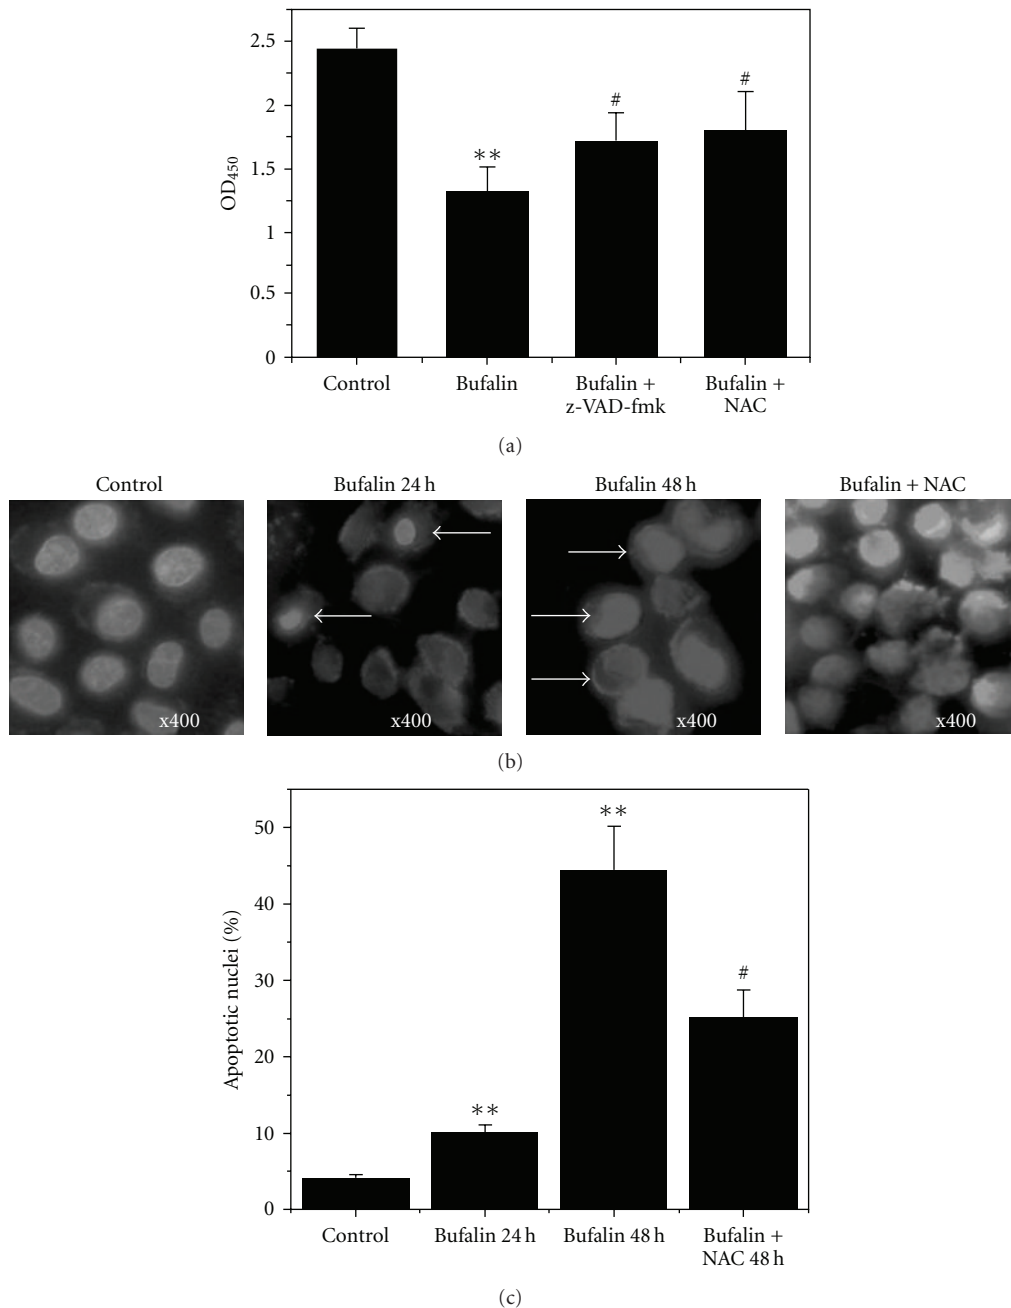 2.5
2
1.5
1
0.5
0
OD450
**
#
#
Control
Bufalin
Bufalin +
z-VAD-fmk
Bufalin +
NAC
(a)
Control
Bufalin 24 h
Bufalin 48 h
Bufalin + NAC
x400
x400
x400
x400
(b)
50
40
30
20
10
0
Apoptotic nuclei (%)
**
**
#
Control
Bufalin 24 h
Bufalin 48 h
Bufalin +
NAC 48 h
(c)